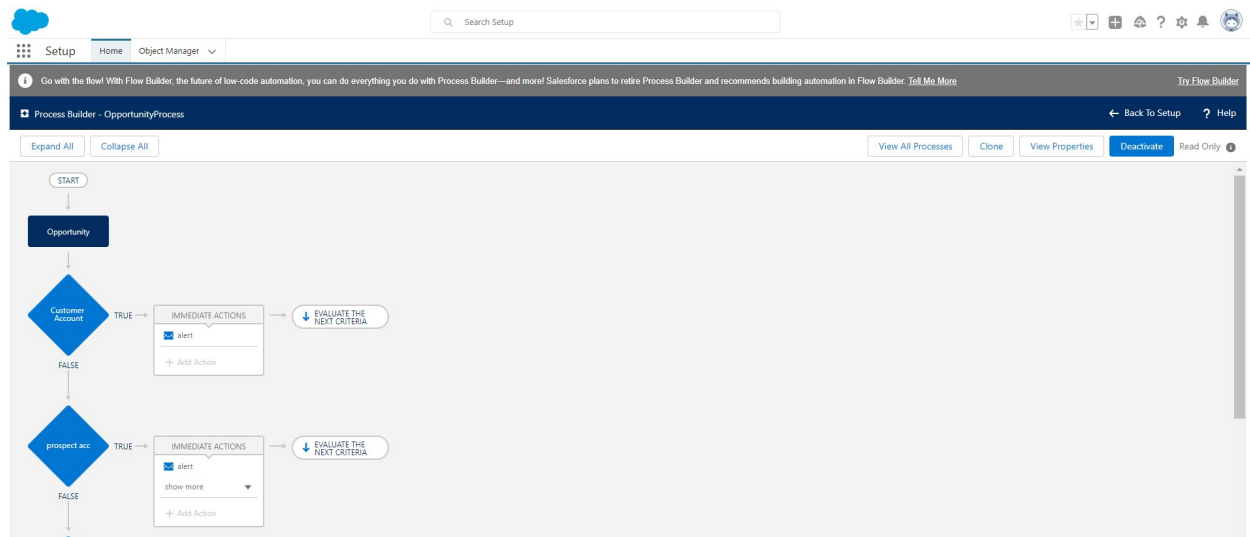 Search Setup
Setup
Home
Object Manager
Go with the flow! With Flow Builder, the future of low-code automation, you can do everything you do with Process Builder—and more! Salesforce plans to retire Process Builder and recommends building automation in Flow Builder. Tell Me More
Try Flow Builder
Process Builder - OpportunityProcess
Back To Setup
? Help
Expand All
Collapse All
View All Processes
Clone
View Properties
Deactivate
Read Only
START
Opportunity
Customer
Account
TRUE
IMMEDIATE ACTIONS
EVALUATE THE
NEXT CRITERIA
alert
+ Add Action
FALSE
prospect acc
TRUE
IMMEDIATE ACTIONS
EVALUATE THE
NEXT CRITERIA
alert
show more
+ Add Action
FALSE